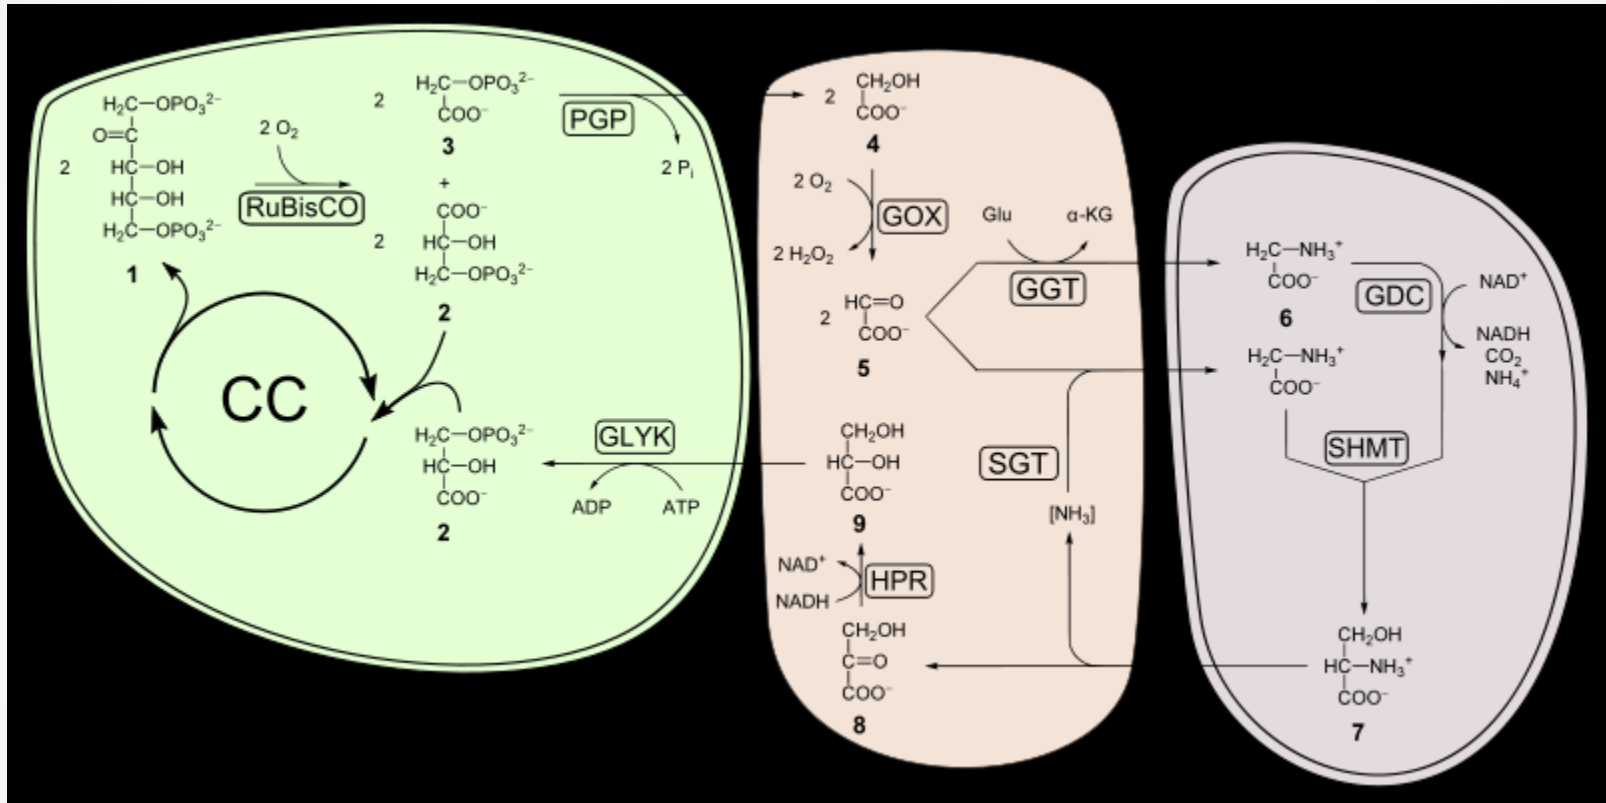 2
H₂C—OPO₃²⁻
O=C
HC—OH
HC—OH
H₂C—OPO₃²⁻
1
2 O₂
RuBisCO
2
H₂C—OPO₃²⁻
COO⁻
3
+
2
COO⁻
HC—OH
H₂C—OPO₃²⁻
2
PGP
2 Pᵢ
CC
H₂C—OPO₃²⁻
HC—OH
COO⁻
2
GLYK
ADP
ATP
2
CH₂OH
COO⁻
4
2 O₂
GOX
2 H₂O₂
2
HC=O
COO⁻
5
Glu
α-KG
GGT
CH₂OH
HC—OH
COO⁻
9
SGT
[NH₃]
NAD⁺
HPR
NADH
CH₂OH
C=O
COO⁻
8
H₂C—NH₃⁺
COO⁻
6
H₂C—NH₃⁺
COO⁻
GDC
NAD⁺
NADH
CO₂
NH₄⁺
SHMT
CH₂OH
HC—NH₃⁺
COO⁻
7